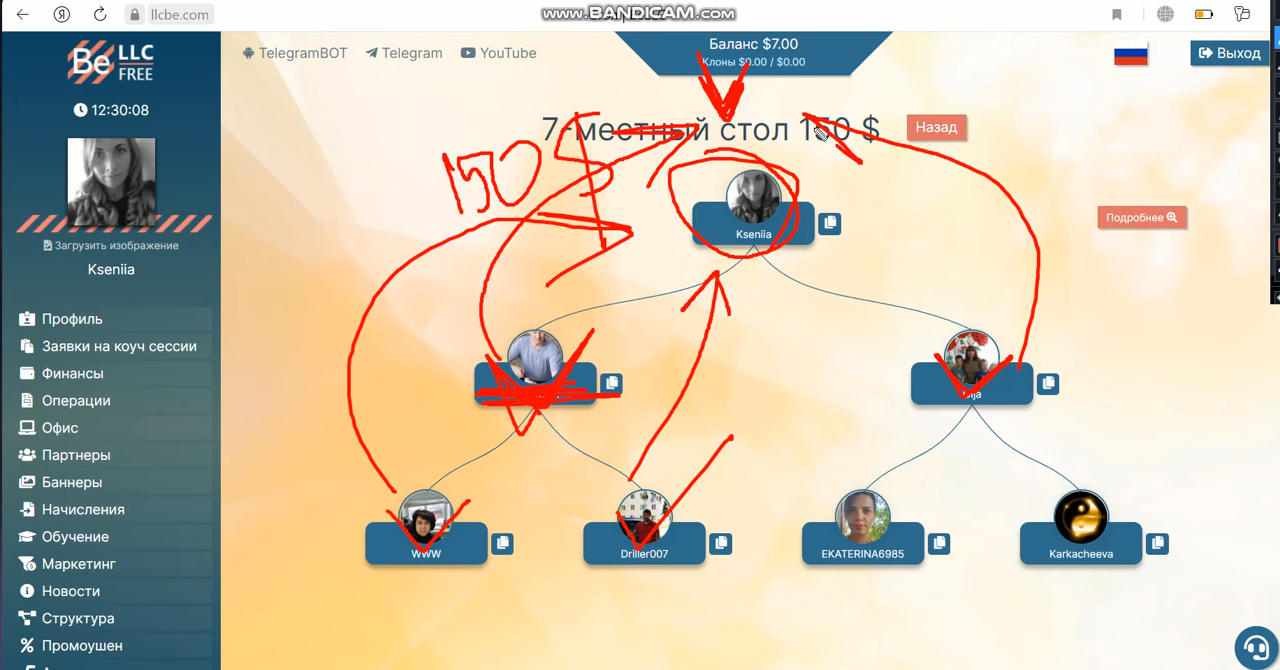 llcbe.com
www.BANDICAM.com
Be LLC FREE
TelegramBOT
Telegram
YouTube
Баланс $7.00
Клоны $0.00 / $0.00
Выход
12:30:08
7-местный стол 150 $
Назад
150 $
Подробнее
Загрузить изображение
Kseniia
Kseniia
Профиль
Заявки на коуч сессии
Финансы
Операции
Офис
Партнеры
Баннеры
Начисления
Обучение
Маркетинг
Новости
Структура
Промоушен
WWW
Driller007
EKATERINA6985
Karkacheeva